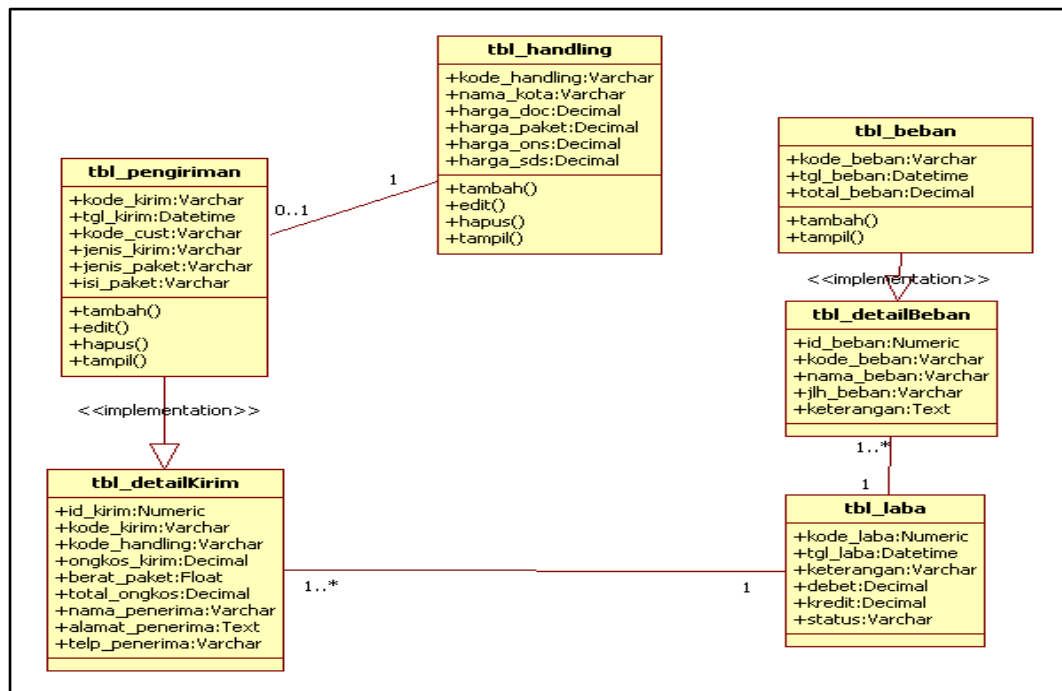 tbl_handling
+kode_handling:Varchar
+nama_kota:Varchar
+harga_doc:Decimal
+harga_paket:Decimal
+harga_ons:Decimal
+harga_sds:Decimal
+tambah()
+edit()
+hapus()
+tampil()
tbl_beban
+kode_beban:Varchar
+tgl_beban:Datetime
+total_beban:Decimal
+tambah()
+tampil()
tbl_pengiriman
+kode_kirim:Varchar
+tgl_kirim:Datetime
+kode_cust:Varchar
+jenis_kirim:Varchar
+jenis_paket:Varchar
+isi_paket:Varchar
+tambah()
+edit()
+hapus()
+tampil()
1
0..1
<<implementation>>
tbl_detailBeban
+id_beban:Numeric
+kode_beban:Varchar
+nama_beban:Varchar
+jlh_beban:Varchar
+keterangan:Text
<<implementation>>
1..*
1
tbl_detailKirim
+id_kirim:Numeric
+kode_kirim:Varchar
+kode_handling:Varchar
+ongkos_kirim:Decimal
+berat_paket:Float
+total_ongkos:Decimal
+nama_penerima:Varchar
+alamat_penerima:Text
+telp_penerima:Varchar
1..*
1
tbl_laba
+kode_laba:Numeric
+tgl_laba:Datetime
+keterangan:Varchar
+debet:Decimal
+kredit:Decimal
+status:Varchar